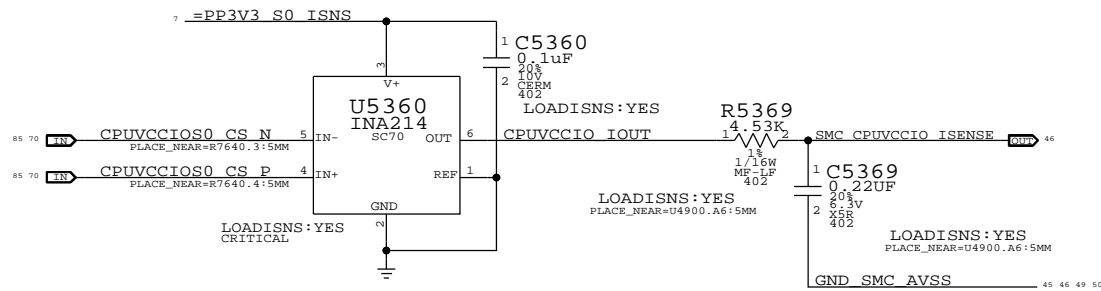 7 =PP3V3_S0_ISNS
1 C5360
0.1uF
20%
10V
2 CERM
402
3
V+
U5360
INA214
SC70
LOADISNS:YES
R5369
4.53K
1 2
1%
1/16W
MF-LF
402
85 70 IN CPUVCCIOS0_CS_N 5 IN- OUT 6 CPUVCCIO_IOUT
PLACE_NEAR=R7640.3:5MM
SMC_CPUVCCIO_ISENSE OUT 46
85 70 IN CPUVCCIOS0_CS_P 4 IN+ REF 1
PLACE_NEAR=R7640.4:5MM
1 C5369
0.22UF
20%
6.3V
2 X5R
402
LOADISNS:YES
PLACE_NEAR=U4900.A6:5MM
GND
2
LOADISNS:YES
CRITICAL
LOADISNS:YES
PLACE_NEAR=U4900.A6:5MM
GND_SMC_AVSS 45 46 49 50